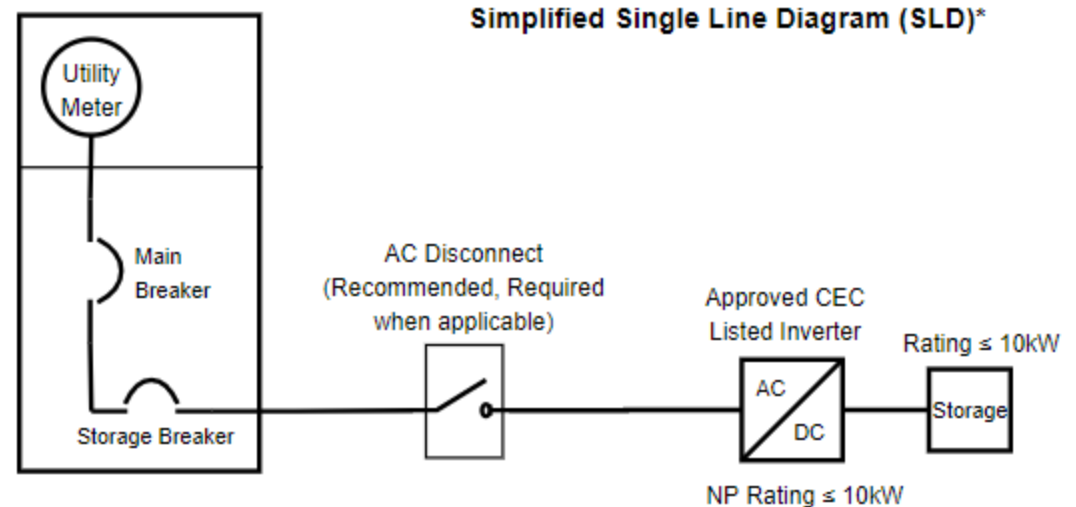 Simplified Single Line Diagram (SLD)*
Utility
Meter
Main
Breaker
Storage Breaker
AC Disconnect
(Recommended, Required
when applicable)
Approved CEC
Listed Inverter
AC
DC
NP Rating ≤ 10kW
Rating ≤ 10kW
Storage